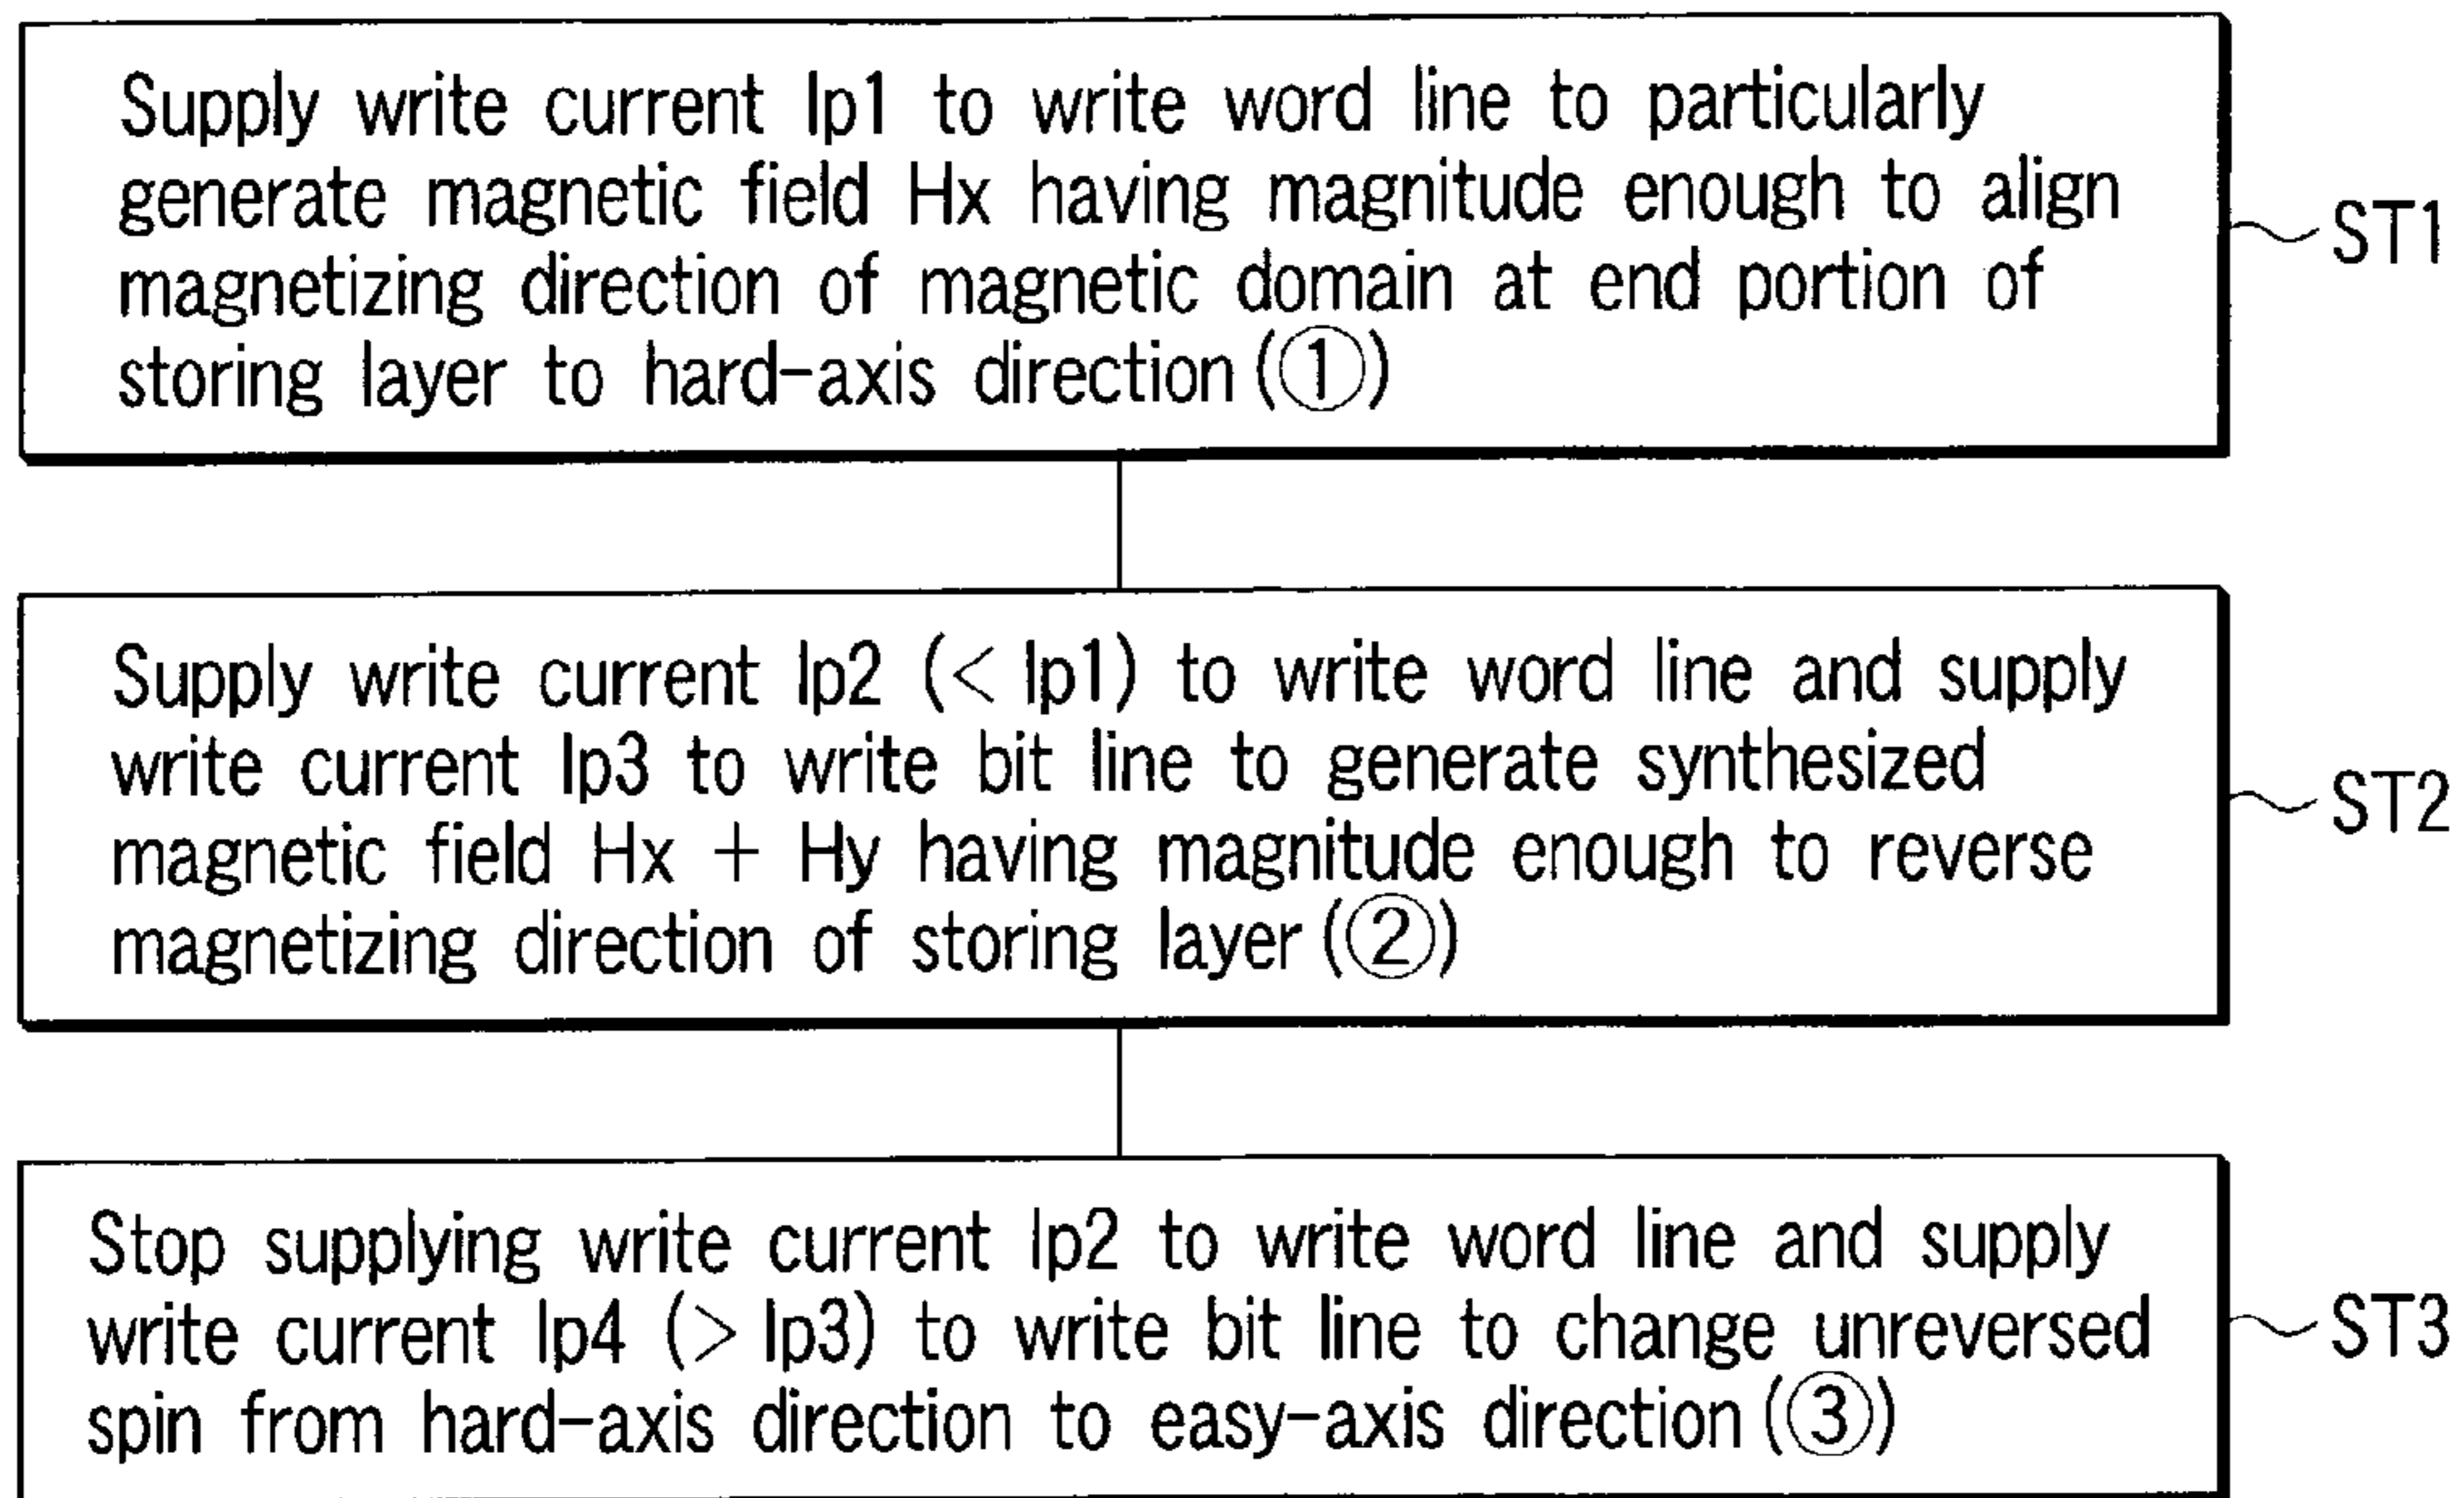 Supply write current Ip1 to write word line to particularly
generate magnetic field Hx having magnitude enough to align
magnetizing direction of magnetic domain at end portion of
storing layer to hard-axis direction (①)
ST1
Supply write current Ip2 (< Ip1) to write word line and supply
write current Ip3 to write bit line to generate synthesized
magnetic field Hx + Hy having magnitude enough to reverse
magnetizing direction of storing layer (②)
ST2
Stop supplying write current Ip2 to write word line and supply
write current Ip4 (> Ip3) to write bit line to change unreversed
spin from hard-axis direction to easy-axis direction (③)
ST3